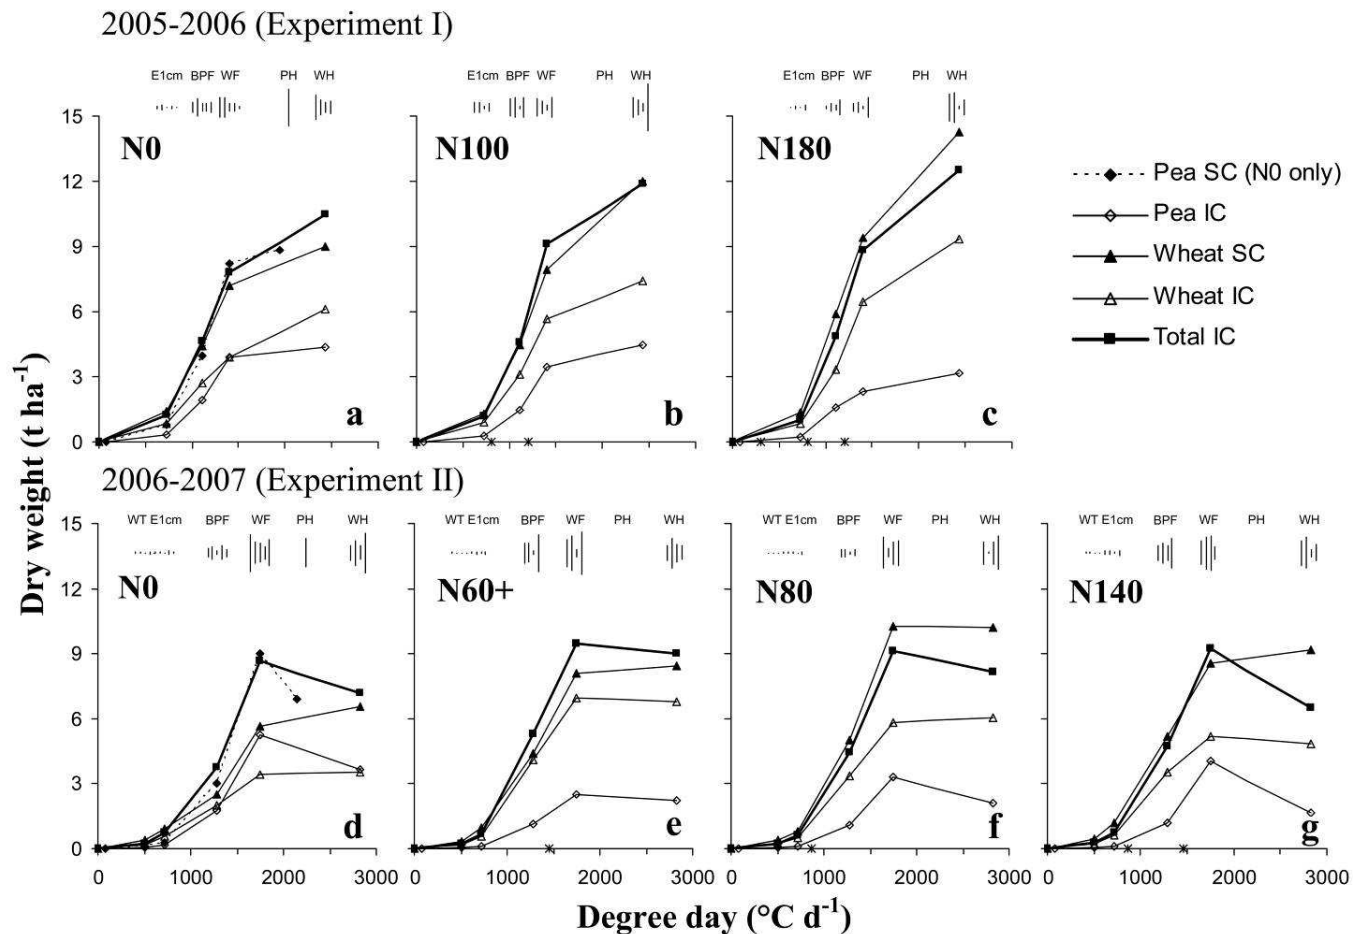 2005-2006 (Experiment I)
E1cm BPF WF PH WH
E1cm BPF WF PH WH
E1cm BPF WF PH WH
15
12
9
6
3
0
N0
N100
N180
a
b
c
Pea SC (N0 only)
Pea IC
Wheat SC
Wheat IC
Total IC
Dry weight (t ha⁻¹)
2006-2007 (Experiment II)
WT E1cm BPF WF PH WH
WT E1cm BPF WF PH WH
WT E1cm BPF WF PH WH
WT E1cm BPF WF PH WH
15
12
9
6
3
0
N0
N60+
N80
N140
d
e
f
g
0 1000 2000 3000
0 1000 2000 3000
0 1000 2000 3000
0 1000 2000 3000
Degree day (°C d⁻¹)